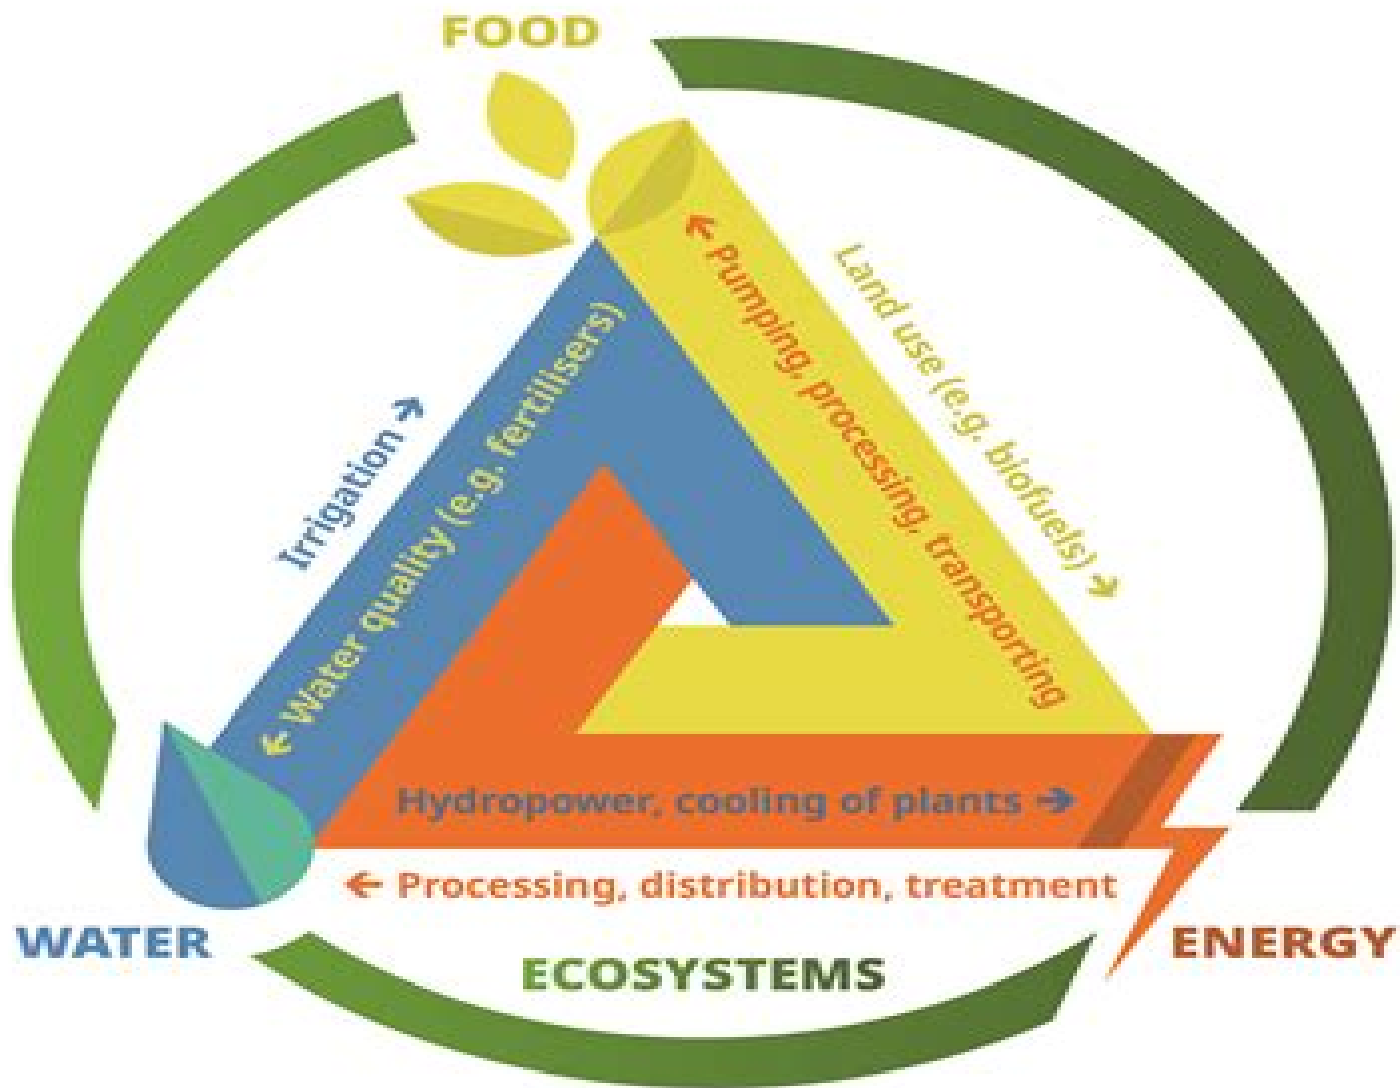 FOOD
Irrigation →
← Water quality (e.g. fertilisers)
← Pumping, processing, transporting
Land use (e.g. biofuels) →
Hydropower, cooling of plants →
← Processing, distribution, treatment
WATER
ENERGY
ECOSYSTEMS